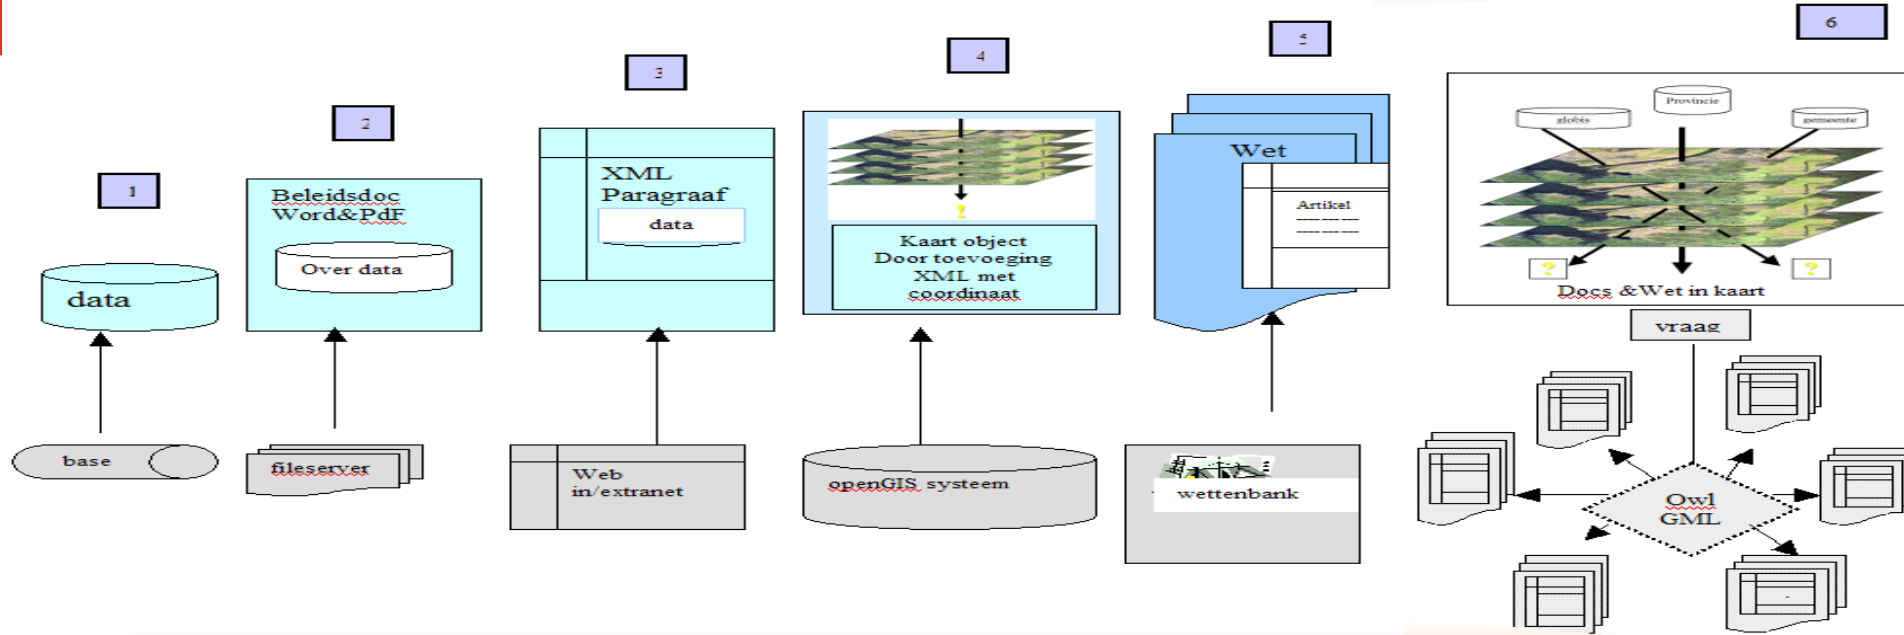 1
data
base
2
Beleidsdoc
Word&PdF
Over data
fileserver
3
XML
Paragraaf
data
Web
in/extranet
4
!
Kaart object
Door toevoeging
XML met
coordinaat
openGIS systeem
5
Wet
Artikel
wettenbank
6
globis
Provincie
gemeente
?
?
Docs &Wet in kaart
vraag
Owl
GML